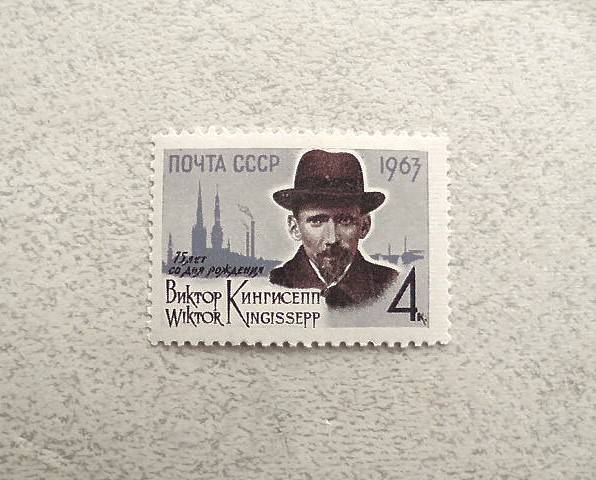 ПОЧТА СССР 1963
75 лет
со дня рождения
Виктор Кингисепп
Wiktor Kingissepp
4к.